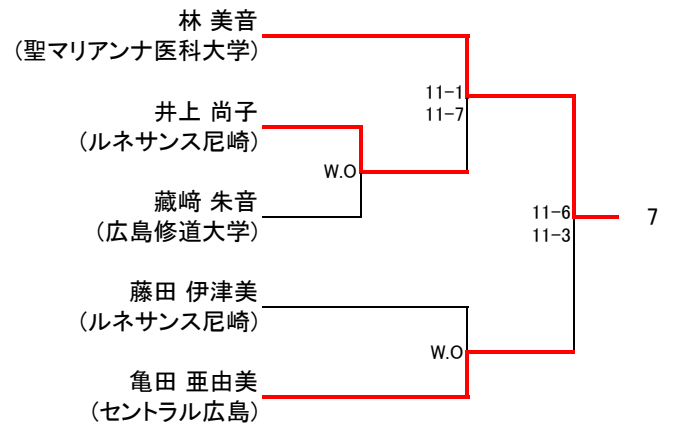 林 美音
(聖マリアンナ医科大学)
11-1
11-7
井上 尚子
(ルネサンス尼崎)
W.O
藏﨑 朱音
(広島修道大学)
11-6
11-3
7
藤田 伊津美
(ルネサンス尼崎)
W.O
亀田 亜由美
(セントラル広島)